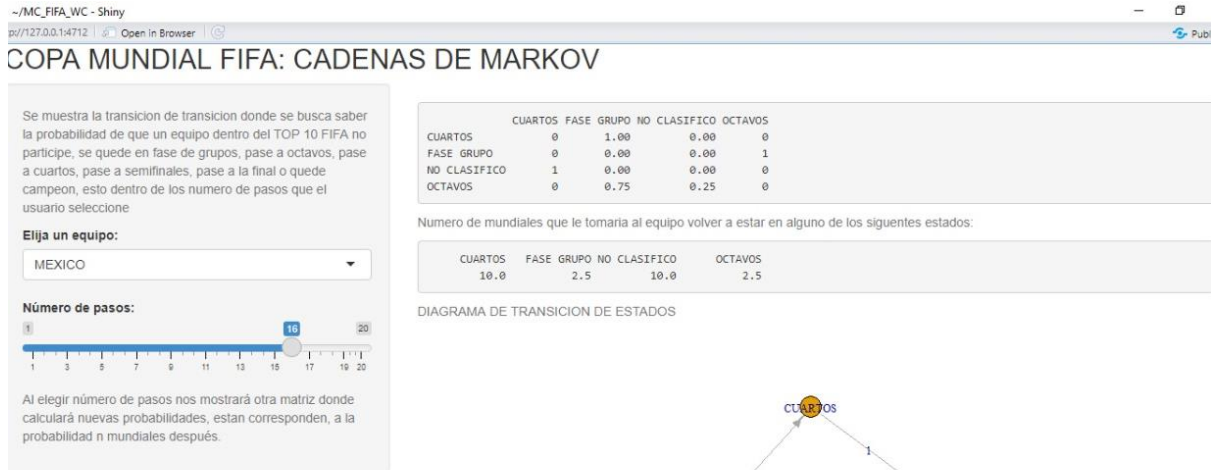 ~/MC_FIFA_WC - Shiny
p://127.0.0.1:4712 Open in Browser Publ
COPA MUNDIAL FIFA: CADENAS DE MARKOV
Se muestra la transicion de transicion donde se busca saber
la probabilidad de que un equipo dentro del TOP 10 FIFA no
participe, se quede en fase de grupos, pase a octavos, pase
a cuartos, pase a semifinales, pase a la final o quede
campeon, esto dentro de los numero de pasos que el
usuario seleccione
Elija un equipo:
MEXICO
Número de pasos:
1 16 20
1 3 5 7 9 11 13 15 17 19 20
Al elegir número de pasos nos mostrará otra matriz donde
calculará nuevas probabilidades, estan corresponden, a la
probabilidad n mundiales después.
CUARTOS FASE GRUPO NO CLASIFICO OCTAVOS
CUARTOS 0 1.00 0.00 0
FASE GRUPO 0 0.00 0.00 1
NO CLASIFICO 1 0.00 0.00 0
OCTAVOS 0 0.75 0.25 0
Numero de mundiales que le tomaria al equipo volver a estar en alguno de los siguentes estados:
CUARTOS FASE GRUPO NO CLASIFICO OCTAVOS
10.0 2.5 10.0 2.5
DIAGRAMA DE TRANSICION DE ESTADOS
CUARTOS
1